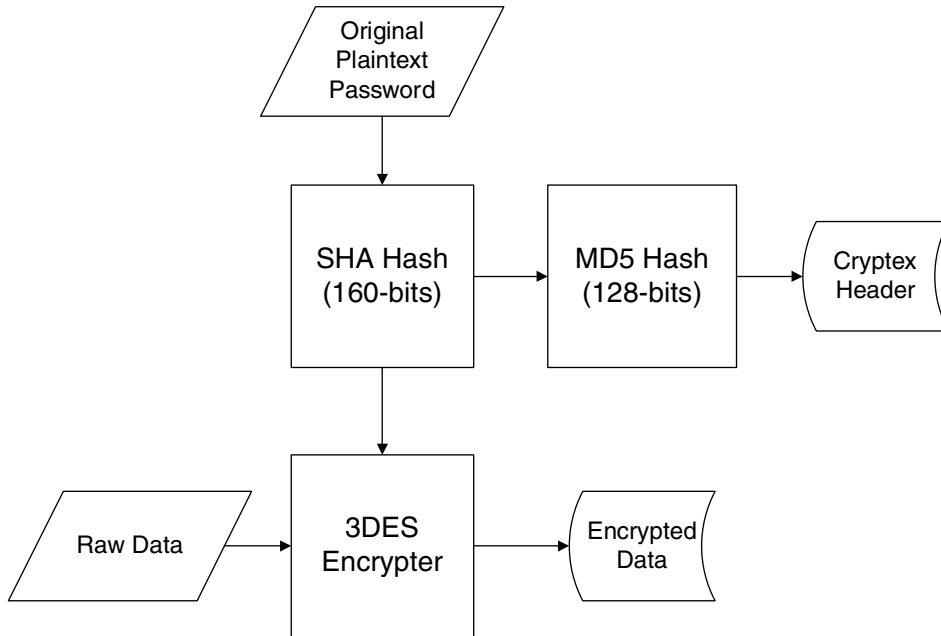 Original
Plaintext
Password
SHA Hash
(160-bits)
MD5 Hash
(128-bits)
Cryptex
Header
Raw Data
3DES
Encrypter
Encrypted
Data